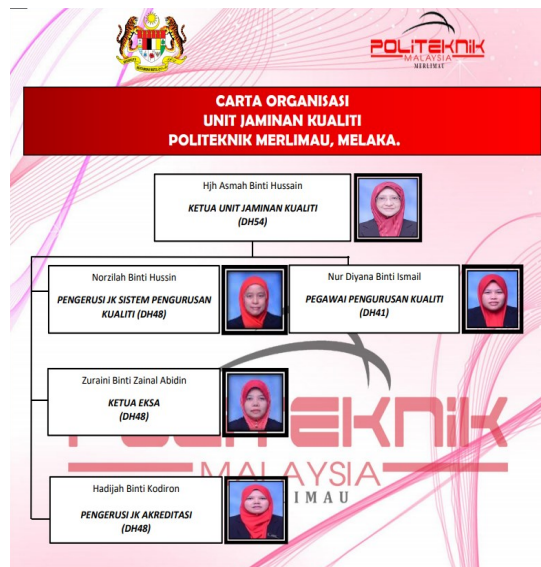 POLITEKNIK
MALAYSIA
MERLIMAU
CARTA ORGANISASI
UNIT JAMINAN KUALITI
POLITEKNIK MERLIMAU, MELAKA.
Hjh Asmah Binti Hussain
KETUA UNIT JAMINAN KUALITI
(DH54)
Norzilah Binti Hussin
PENGERUSI JK SISTEM PENGURUSAN
KUALITI (DH48)
Nur Diyana Binti Ismail
PEGAWAI PENGURUSAN KUALITI
(DH41)
Zuraini Binti Zainal Abidin
KETUA EKSA
(DH48)
Hadijah Binti Kodiron
PENGERUSI JK AKREDITASI
(DH48)